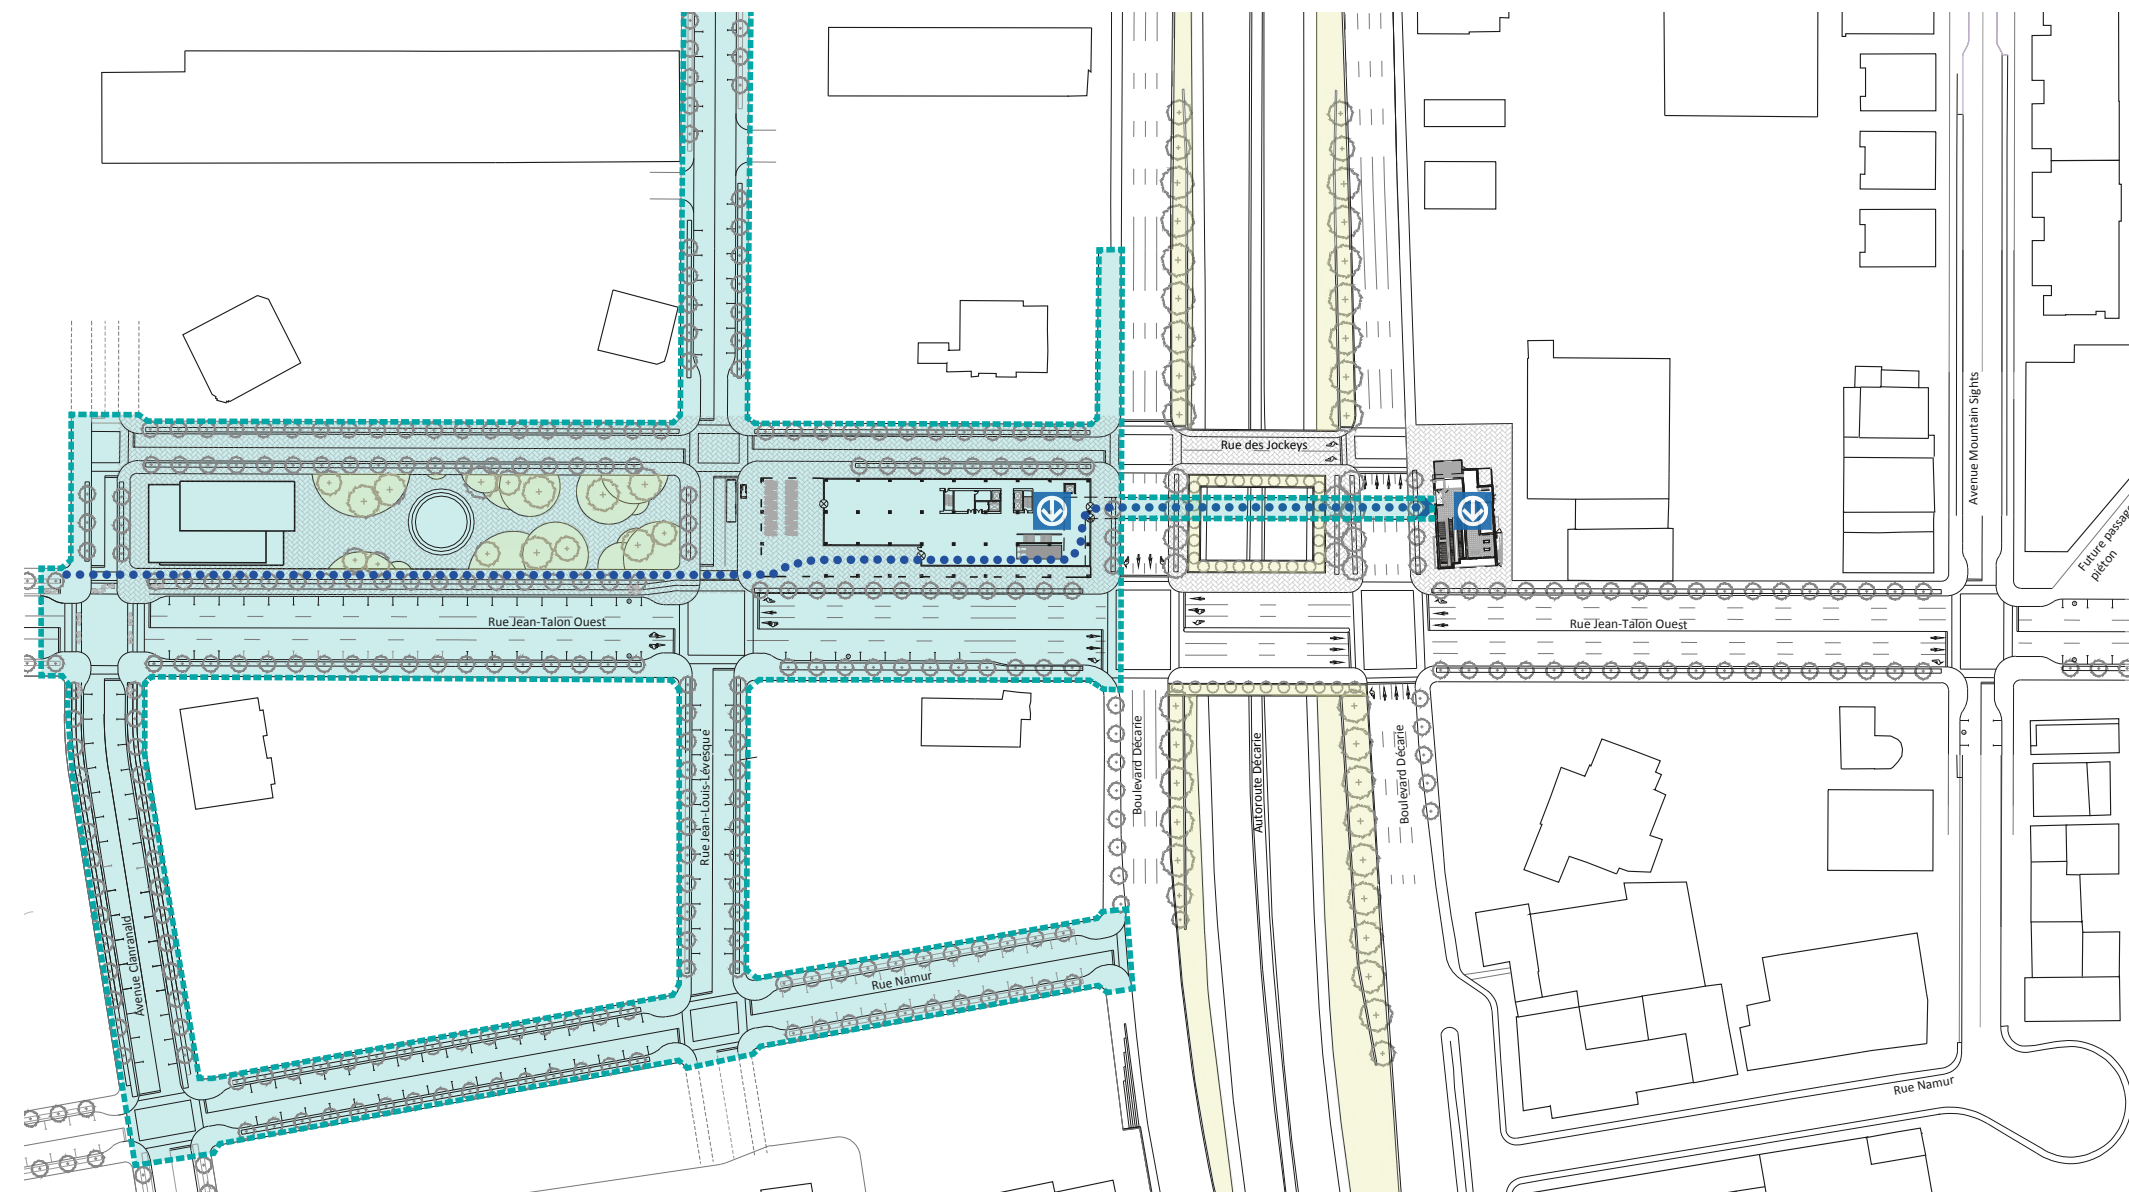 Rue des Jockeys
Avenue Mountain Sights
Future passage
piéton
Rue Jean-Talon Ouest
Rue Jean-Talon Ouest
Boulevard Décarie
Autoroute Décarie
Boulevard Décarie
Rue Jean-Louis-Lévesque
Avenue Clanranald
Rue Namur
Rue Namur